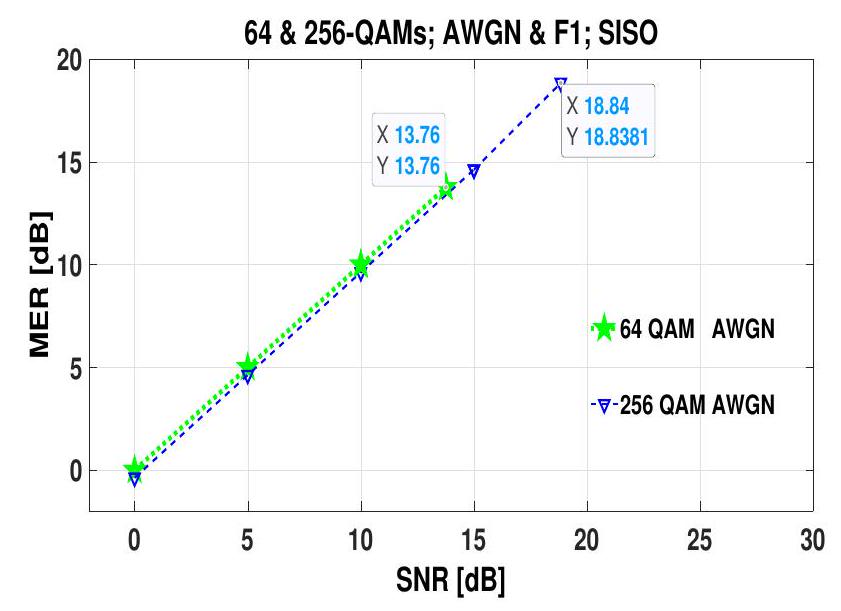 64 & 256-QAMs; AWGN & F1; SISO
20
15
10
5
0
MER [dB]
X 13.76
Y 13.76
X 18.84
Y 18.8381
64 QAM AWGN
256 QAM AWGN
0 5 10 15 20 25 30
SNR [dB]